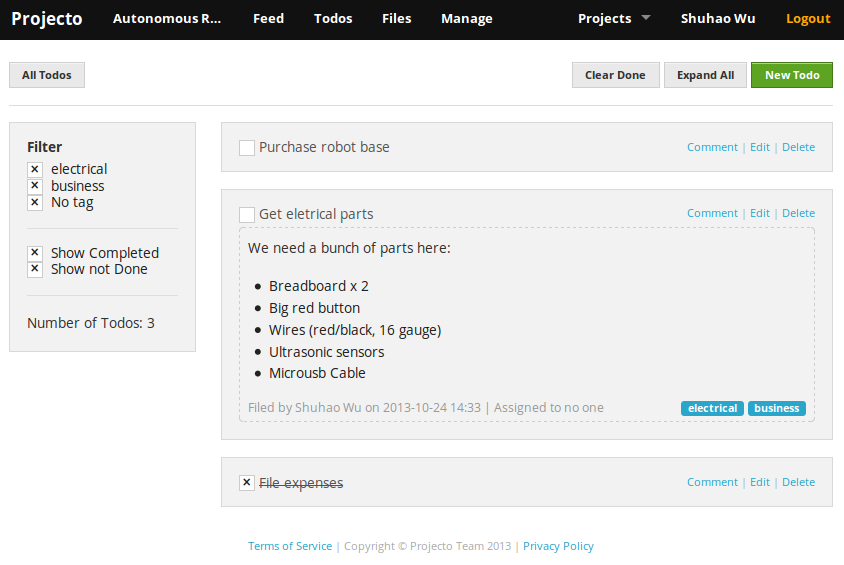 Projecto Autonomous R... Feed Todos Files Manage Projects Shuhao Wu Logout
All Todos Clear Done Expand All New Todo
Filter
electrical
business
No tag
Show Completed
Show not Done
Number of Todos: 3
Purchase robot base Comment | Edit | Delete
Get eletrical parts Comment | Edit | Delete
We need a bunch of parts here:
• Breadboard x 2
• Big red button
• Wires (red/black, 16 gauge)
• Ultrasonic sensors
• Microusb Cable
Filed by Shuhao Wu on 2013-10-24 14:33 | Assigned to no one electrical business
File expenses Comment | Edit | Delete
Terms of Service | Copyright © Projecto Team 2013 | Privacy Policy